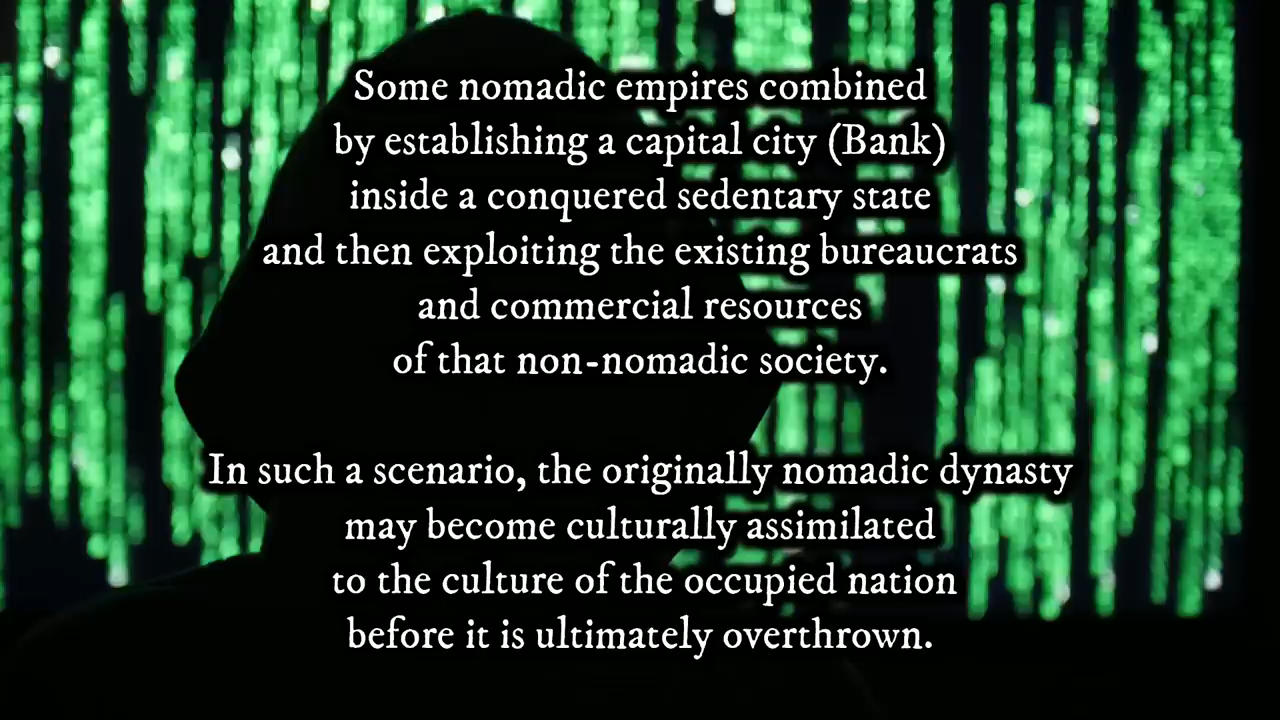 Some nomadic empires combined
by establishing a capital city (Bank)
inside a conquered sedentary state
and then exploiting the existing bureaucrats
and commercial resources
of that non-nomadic society.
In such a scenario, the originally nomadic dynasty
may become culturally assimilated
to the culture of the occupied nation
before it is ultimately overthrown.